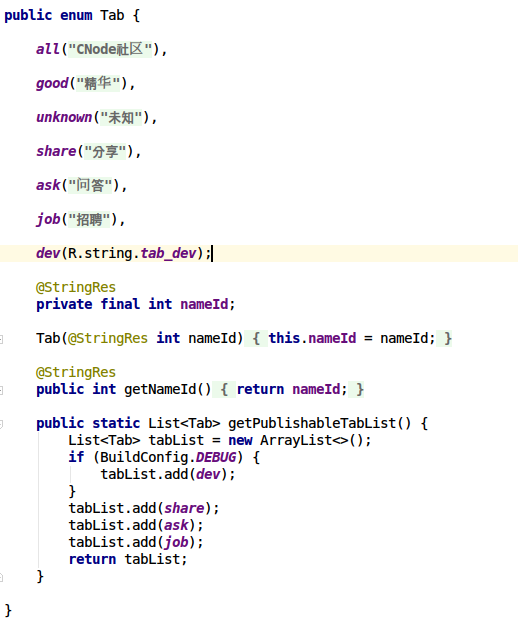 public enum Tab {
all("CNode社区"),
good("精华"),
unknown("未知"),
share("分享"),
ask("问答"),
job("招聘"),
dev(R.string.tab_dev);
@StringRes
private final int nameId;
Tab(@StringRes int nameId) { this.nameId = nameId; }
@StringRes
public int getNameId() { return nameId; }
public static List<Tab> getPublishableTabList() {
List<Tab> tabList = new ArrayList<>();
if (BuildConfig.DEBUG) {
tabList.add(dev);
}
tabList.add(share);
tabList.add(ask);
tabList.add(job);
return tabList;
}
}